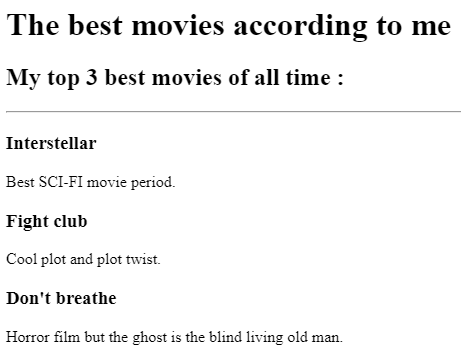 The best movies according to me
My top 3 best movies of all time :
Interstellar
Best SCI-FI movie period.
Fight club
Cool plot and plot twist.
Don't breathe
Horror film but the ghost is the blind living old man.